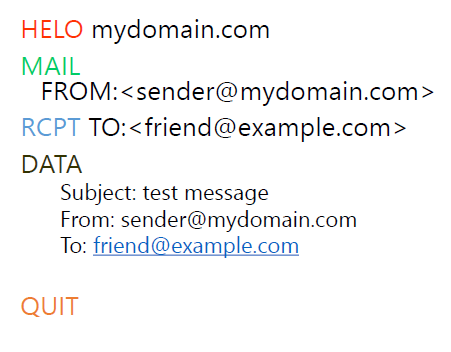 HELO mydomain.com
MAIL
FROM:<sender@mydomain.com>
RCPT TO:<friend@example.com>
DATA
Subject: test message
From: sender@mydomain.com
To: friend@example.com
QUIT